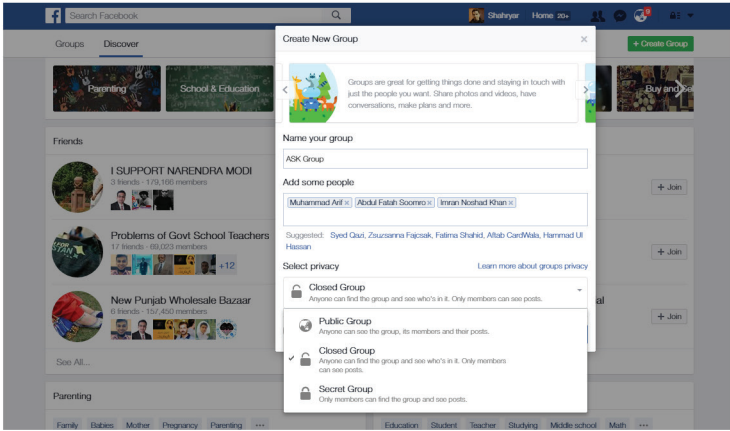 Search Facebook
Shahryar
Home 20+
Groups
Discover
+ Create Group
Parenting
School & Education
Buy and Sel
Friends
I SUPPORT NARENDRA MODI
3 friends · 179,166 members
+ Join
Problems of Govt School Teachers
17 friends · 69,023 members
+12
+ Join
New Punjab Wholesale Bazaar
6 friends · 157,450 members
al
+ Join
See All...
Parenting
Family Babies Mother Pregnancy Parenting ...
Education Student Teacher Studying Middle school Math ...
Create New Group
Groups are great for getting things done and staying in touch with
just the people you want. Share photos and videos, have
conversations, make plans and more.
Name your group
ASK Group
Add some people
Muhammad Arif × Abdul Fatah Soomro × Imran Noshad Khan ×
Suggested: Syed Qazi, Zsuzsanna Fajcsak, Fatima Shahid, Aftab CardWala, Hammad Ul
Hassan
Select privacy
Learn more about groups privacy
Closed Group
Anyone can find the group and see who's in it. Only members can see posts.
Public Group
Anyone can see the group, its members and their posts.
Closed Group
Anyone can find the group and see who's in it. Only members
can see posts.
Secret Group
Only members can find the group and see posts.